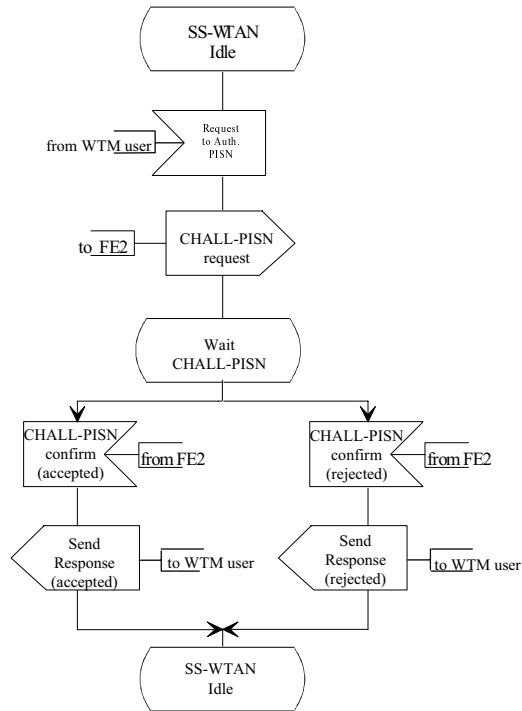 SS-WTAN
Idle
Request
to Auth.
PISN
from WTM user
CHALL-PISN
request
to FE2
Wait
CHALL-PISN
CHALL-PISN
confirm
(accepted)
from FE2
CHALL-PISN
confirm
(rejected)
from FE2
Send
Response
(accepted)
to WTM user
Send
Response
(rejected)
to WTM user
SS-WTAN
Idle